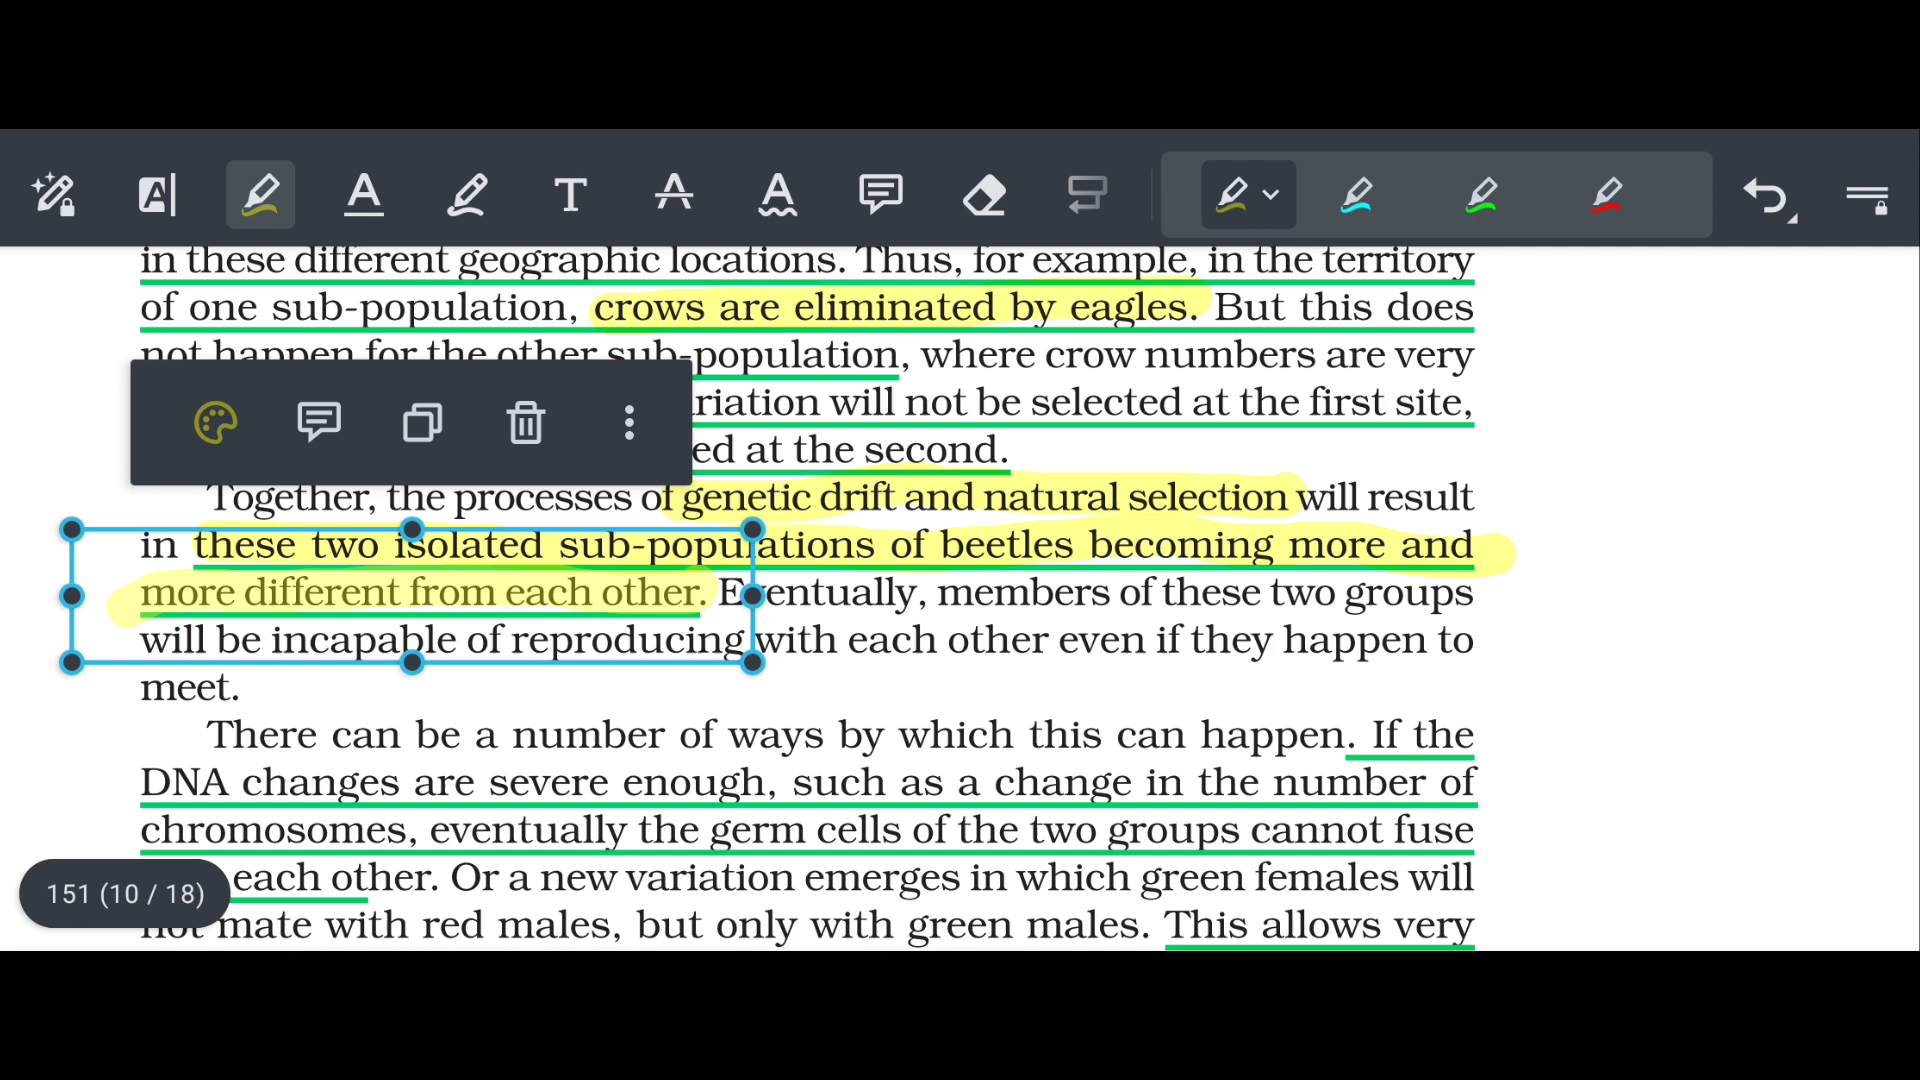 in these different geographic locations. Thus, for example, in the territory
of one sub-population, crows are eliminated by eagles. But this does
not happen for the other sub-population, where crow numbers are very
riation will not be selected at the first site,
ed at the second.
Together, the processes of genetic drift and natural selection will result
in these two isolated sub-populations of beetles becoming more and
more different from each other. Eventually, members of these two groups
will be incapable of reproducing with each other even if they happen to
meet.
There can be a number of ways by which this can happen. If the
DNA changes are severe enough, such as a change in the number of
chromosomes, eventually the germ cells of the two groups cannot fuse
each other. Or a new variation emerges in which green females will
not mate with red males, but only with green males. This allows very
151 (10 / 18)